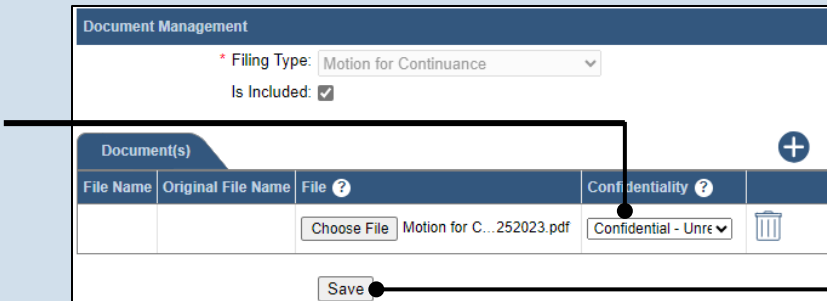 Document Management
* Filing Type: Motion for Continuance
Is Included:
Document(s)
File Name Original File Name File ? Confidentiality ?
Choose File Motion for C...252023.pdf Confidential - Unre
Save